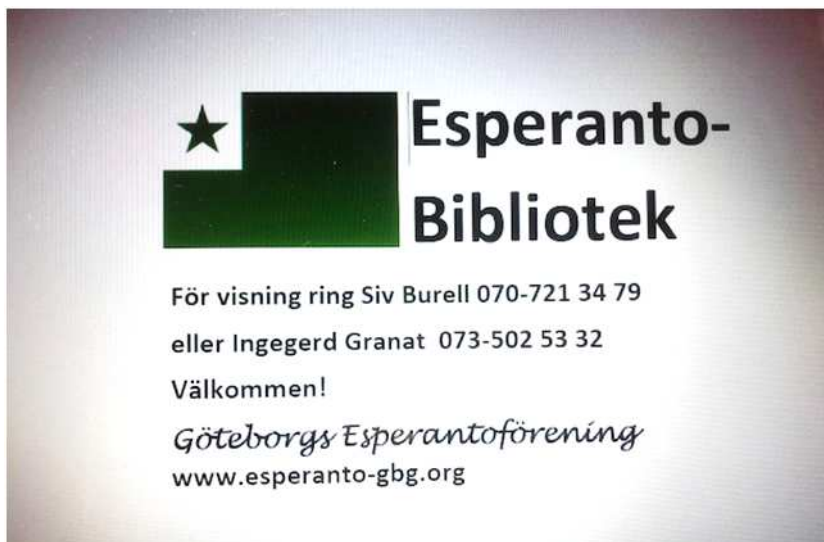 Esperanto-
Bibliotek
För visning ring Siv Burell 070-721 34 79
eller Ingegerd Granat 073-502 53 32
Välkommen!
Göteborgs Esperantoförening
www.esperanto-gbg.org